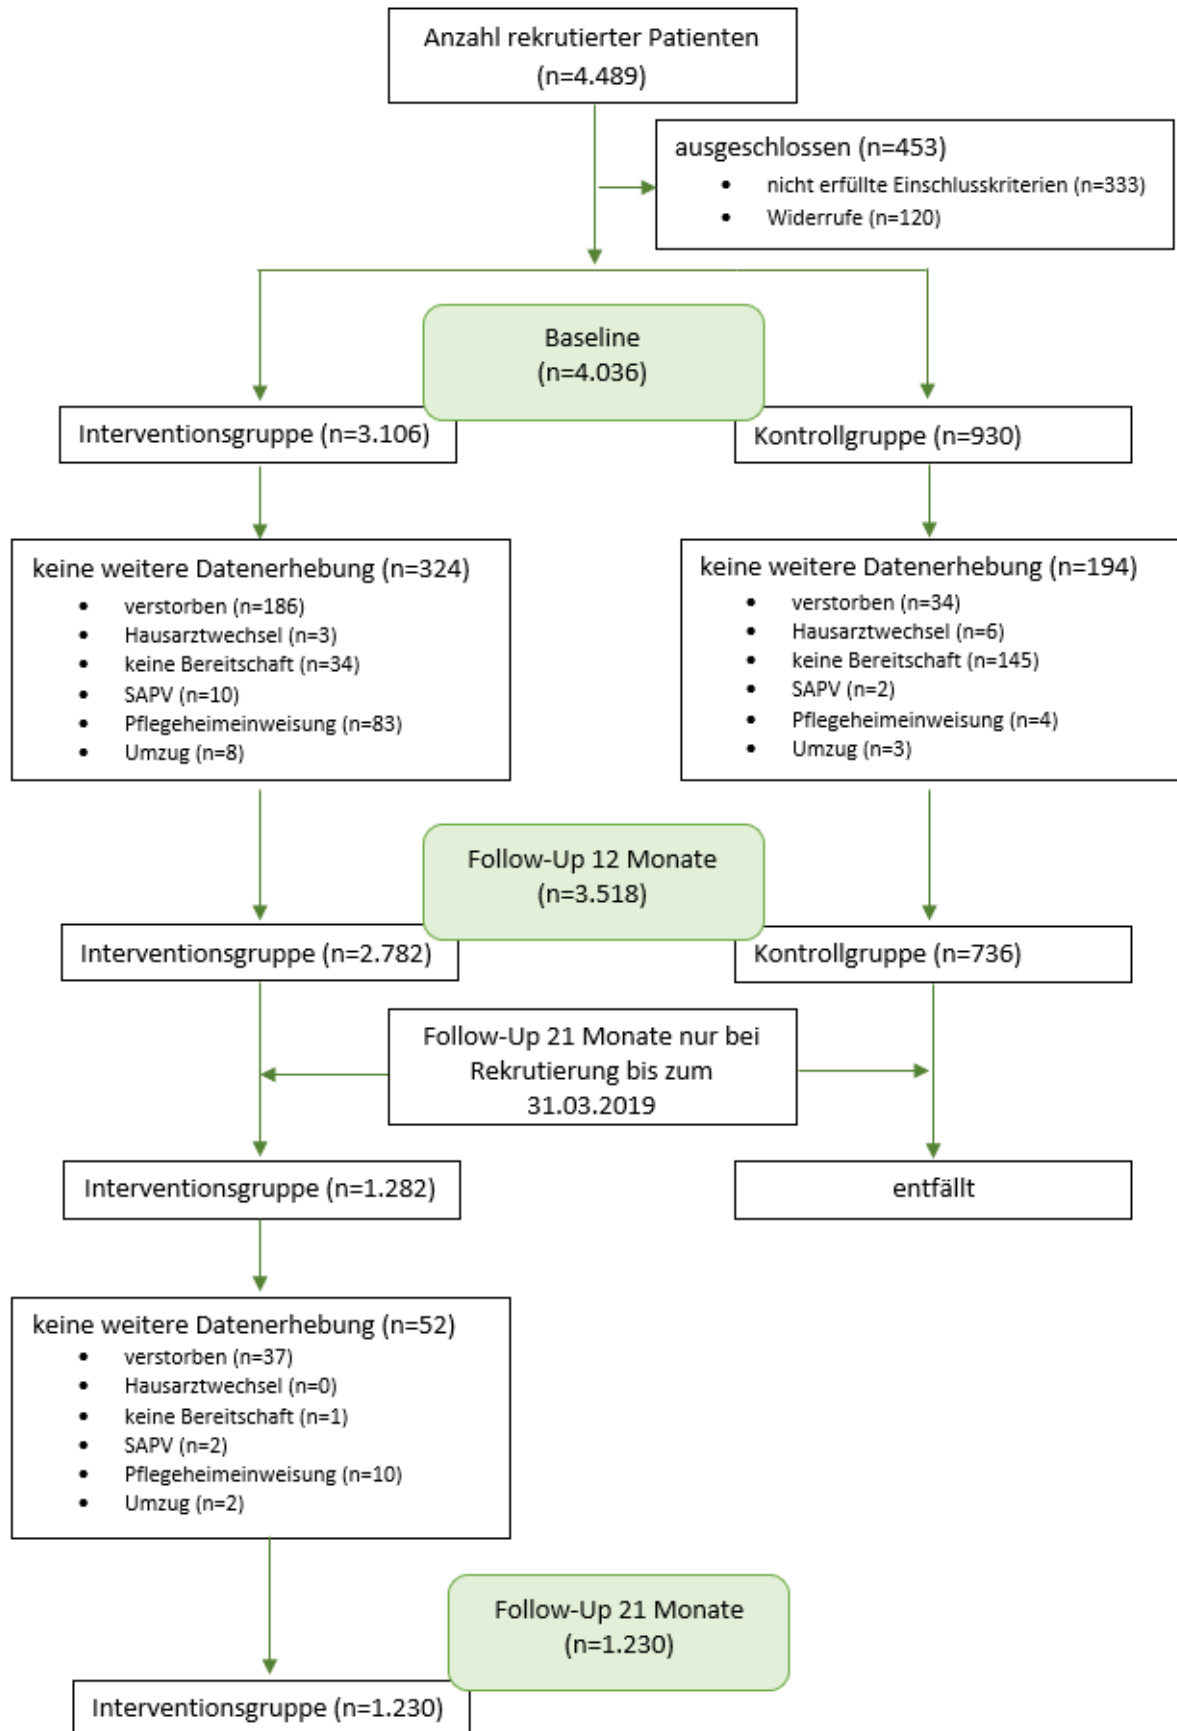 Anzahl rekrutierter Patienten
(n=4.489)
ausgeschlossen (n=453)
• nicht erfüllte Einschlusskriterien (n=333)
• Widerrufe (n=120)
Baseline
(n=4.036)
Interventionsgruppe (n=3.106)
Kontrollgruppe (n=930)
keine weitere Datenerhebung (n=324)
• verstorben (n=186)
• Hausarztwechsel (n=3)
• keine Bereitschaft (n=34)
• SAPV (n=10)
• Pflegeheimeinweisung (n=83)
• Umzug (n=8)
keine weitere Datenerhebung (n=194)
• verstorben (n=34)
• Hausarztwechsel (n=6)
• keine Bereitschaft (n=145)
• SAPV (n=2)
• Pflegeheimeinweisung (n=4)
• Umzug (n=3)
Follow-Up 12 Monate
(n=3.518)
Interventionsgruppe (n=2.782)
Kontrollgruppe (n=736)
Follow-Up 21 Monate nur bei
Rekrutierung bis zum
31.03.2019
Interventionsgruppe (n=1.282)
entfällt
keine weitere Datenerhebung (n=52)
• verstorben (n=37)
• Hausarztwechsel (n=0)
• keine Bereitschaft (n=1)
• SAPV (n=2)
• Pflegeheimeinweisung (n=10)
• Umzug (n=2)
Follow-Up 21 Monate
(n=1.230)
Interventionsgruppe (n=1.230)